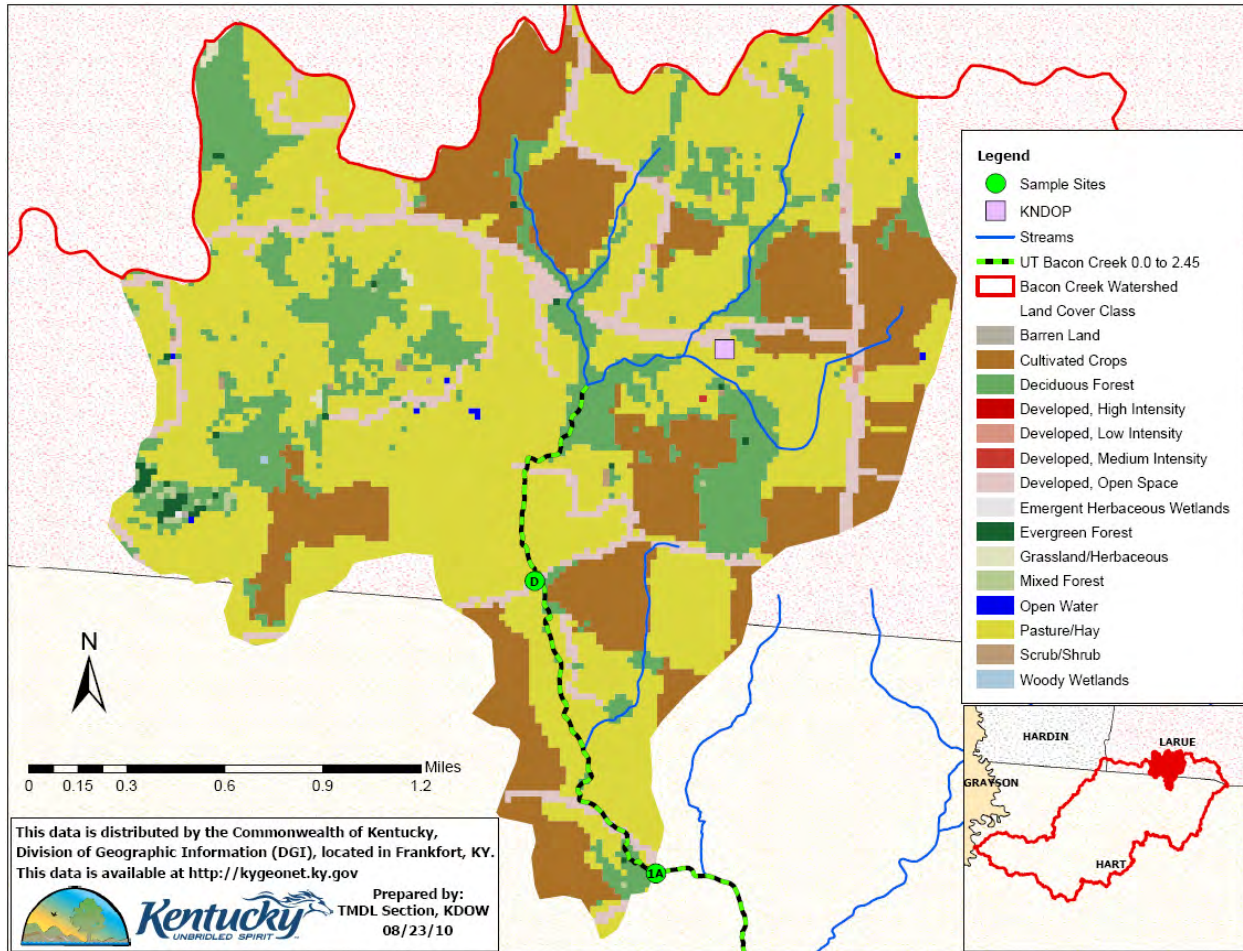 Legend
Sample Sites
KNDOP
Streams
UT Bacon Creek 0.0 to 2.45
Bacon Creek Watershed
Land Cover Class
Barren Land
Cultivated Crops
Deciduous Forest
Developed, High Intensity
Developed, Low Intensity
Developed, Medium Intensity
Developed, Open Space
Emergent Herbaceous Wetlands
Evergreen Forest
Grassland/Herbaceous
Mixed Forest
Open Water
Pasture/Hay
Scrub/Shrub
Woody Wetlands
D
1A
N
Miles
0 0.15 0.3 0.6 0.9 1.2
HARDIN
LARUE
GRAYSON
HART
This data is distributed by the Commonwealth of Kentucky,
Division of Geographic Information (DGI), located in Frankfort, KY.
This data is available at http://kygeonet.ky.gov
Kentucky
UNBRIDLED SPIRIT™
Prepared by:
TMDL Section, KDOW
08/23/10